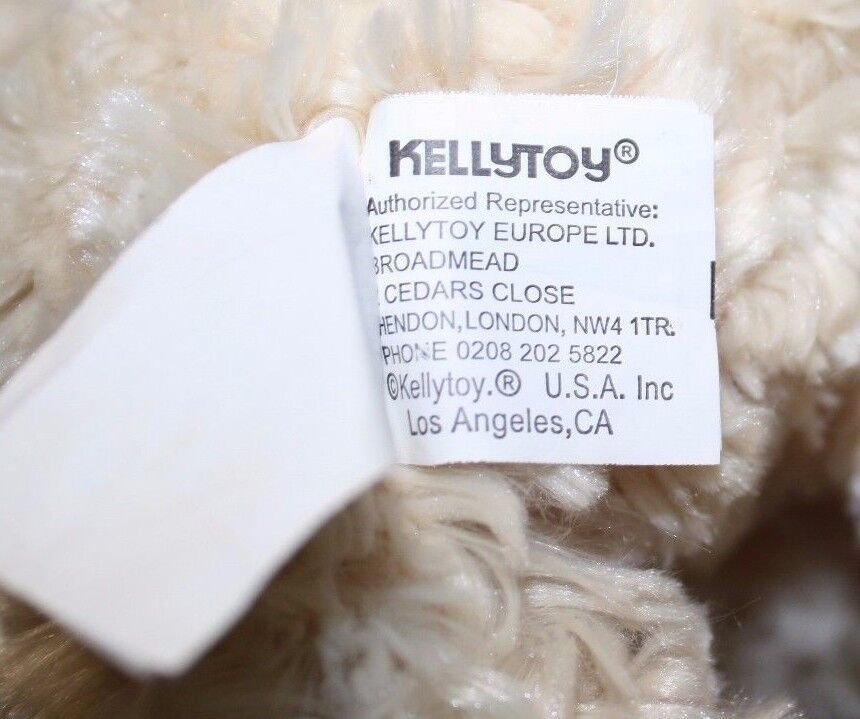 KELLYTOY®
Authorized Representative:
KELLYTOY EUROPE LTD.
BROADMEAD
CEDARS CLOSE
HENDON,LONDON, NW4 1TR.
PHONE 0208 202 5822
©Kellytoy.® U.S.A. Inc
Los Angeles,CA